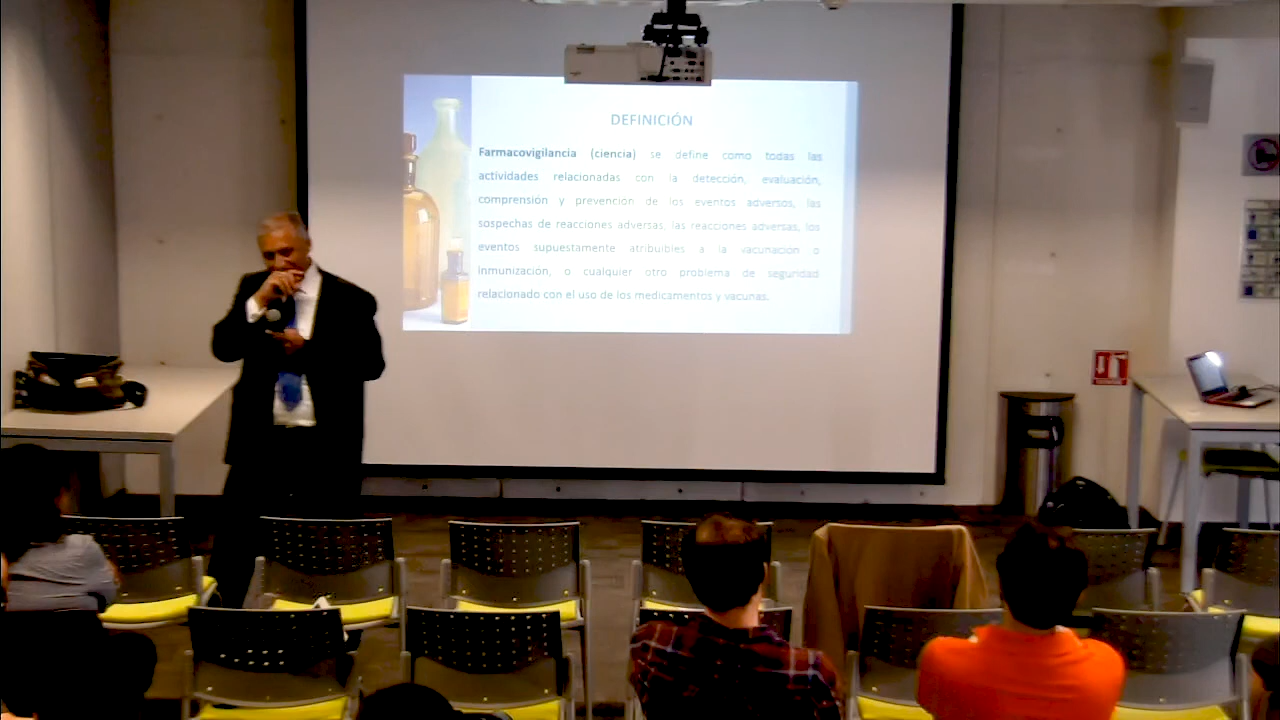 DEFINICIÓN
Farmacovigilancia (ciencia) se define como todas las
actividades relacionadas con la detección, evaluación,
comprensión y prevención de los eventos adversos, las
sospechas de reacciones adversas, las reacciones adversas, los
eventos supuestamente atribuibles a la vacunación o
inmunización, o cualquier otro problema de seguridad
relacionado con el uso de los medicamentos y vacunas.